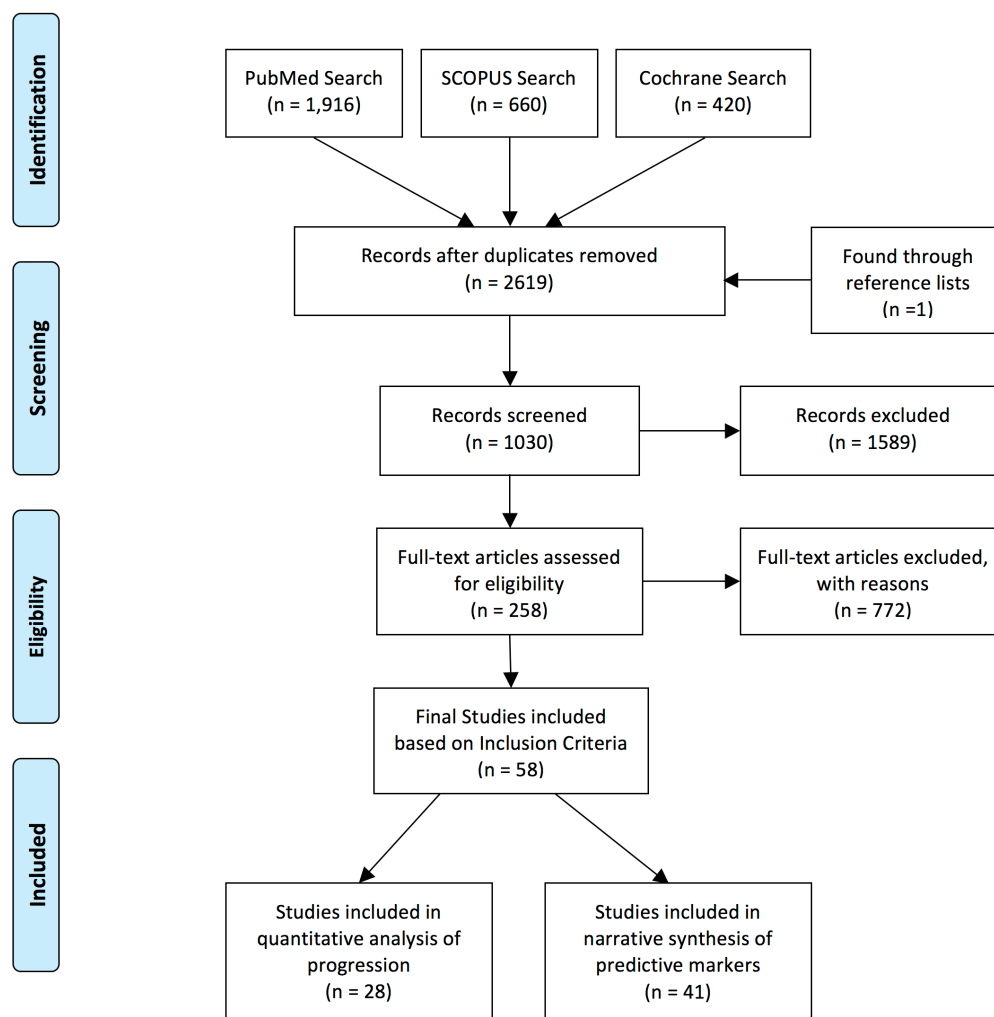 Identification
PubMed Search
(n = 1,916)
SCOPUS Search
(n = 660)
Cochrane Search
(n = 420)
Records after duplicates removed
(n = 2619)
Found through
reference lists
(n =1)
Screening
Records screened
(n = 1030)
Records excluded
(n = 1589)
Eligibility
Full-text articles assessed
for eligibility
(n = 258)
Full-text articles excluded,
with reasons
(n = 772)
Final Studies included
based on Inclusion Criteria
(n = 58)
Included
Studies included in
quantitative analysis of
progression
(n = 28)
Studies included in
narrative synthesis of
predictive markers
(n = 41)